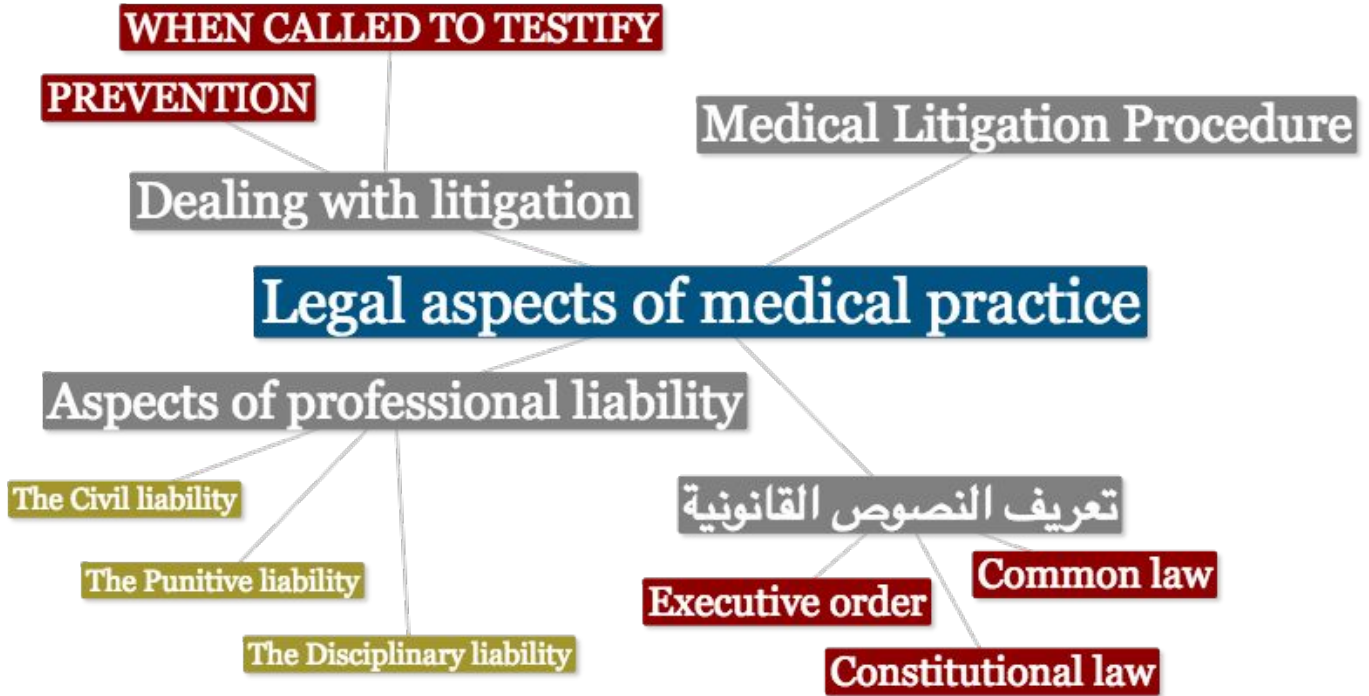 WHEN CALLED TO TESTIFY
PREVENTION
Medical Litigation Procedure
Dealing with litigation
Legal aspects of medical practice
Aspects of professional liability
The Civil liability
تعريف النصوص القانونية
The Punitive liability
Common law
Executive order
The Disciplinary liability
Constitutional law